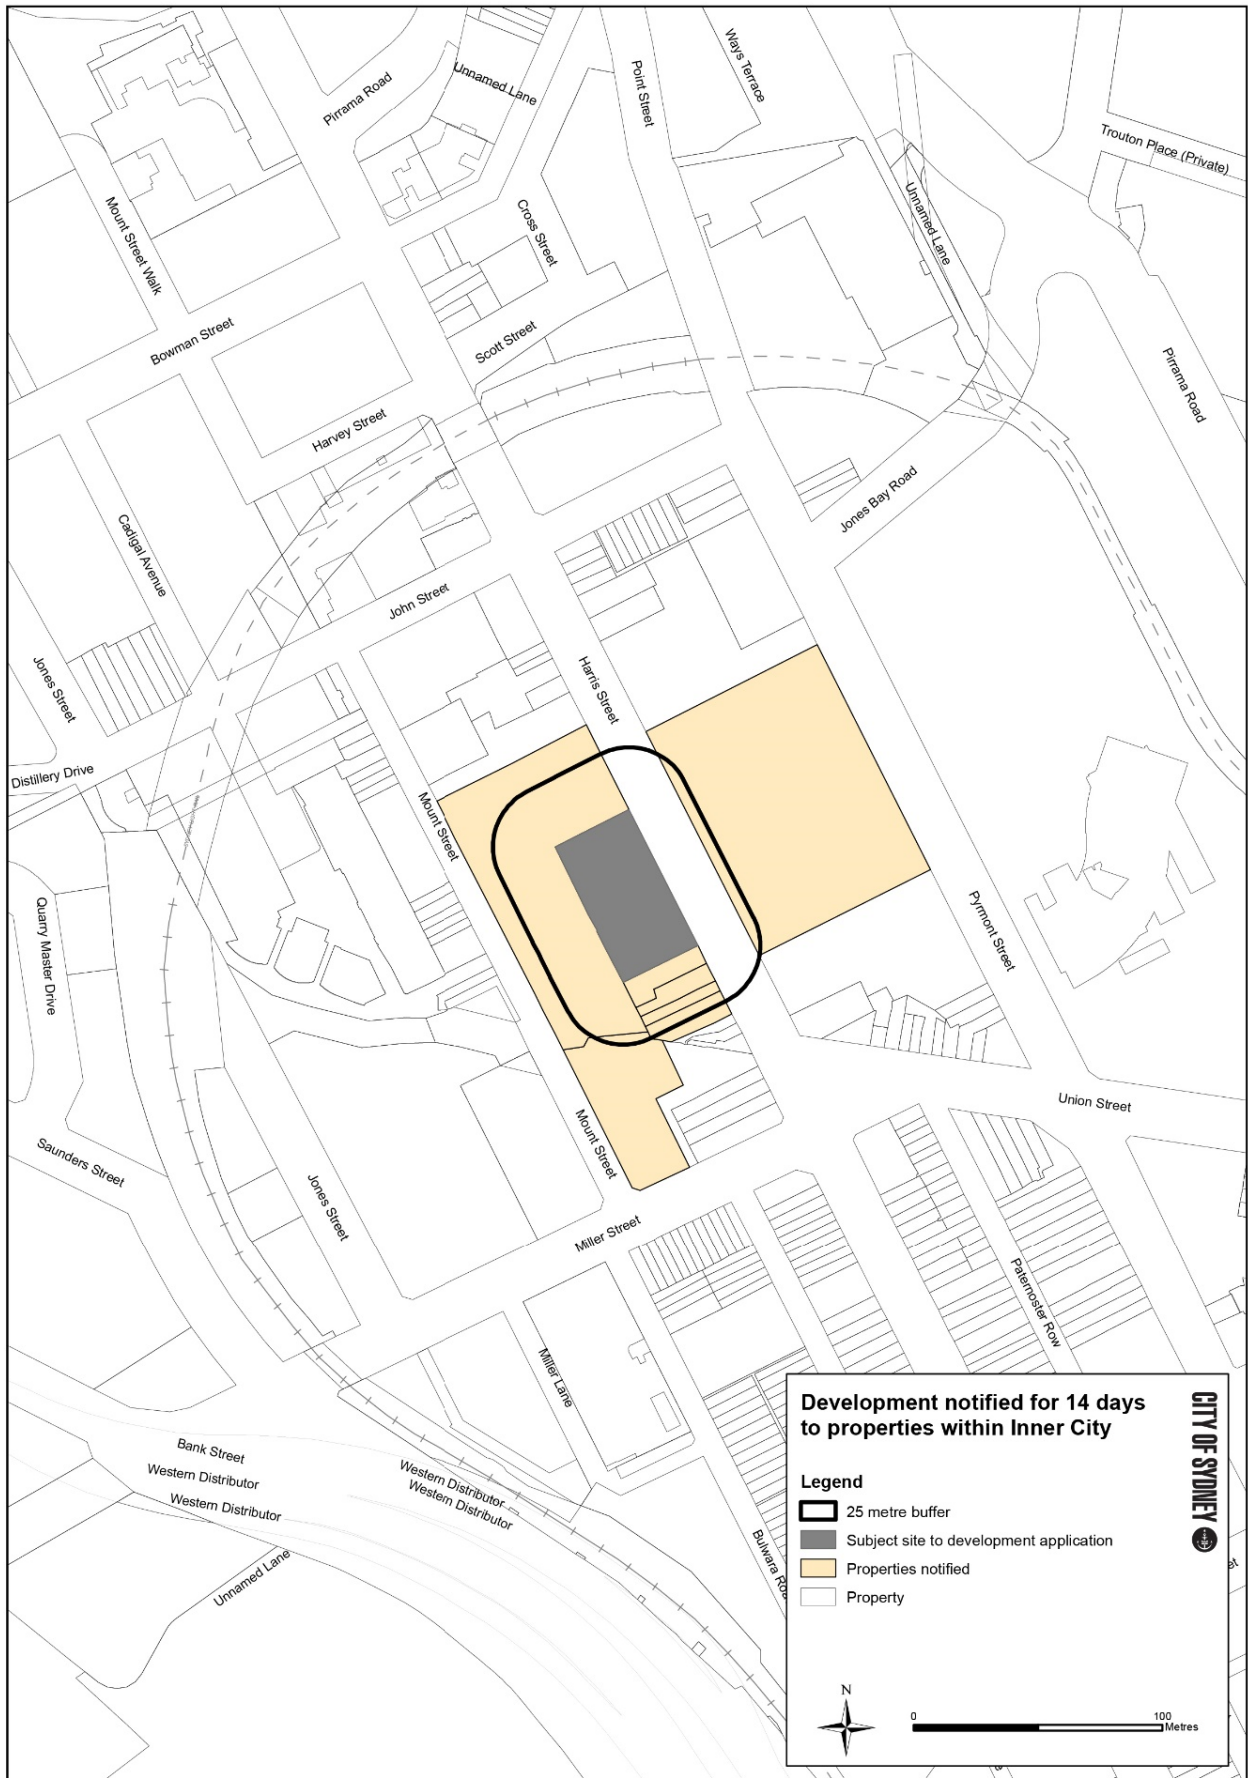 Ways Terrace
Point Street
Unnamed Lane
Pirrama Road
Trouton Place (Private)
Unnamed Lane
Mount Street Walk
Cross Street
Bowman Street
Scott Street
Pirrama Road
Harvey Street
Jones Bay Road
Cadigal Avenue
John Street
Jones Street
Harris Street
Distillery Drive
Mount Street
Quarry Master Drive
Pyrmont Street
Union Street
Mount Street
Saunders Street
Jones Street
Miller Street
Paternoster Row
Miller Lane
Bank Street
Western Distributor
Western Distributor
Western Distributor
Western Distributor
Unnamed Lane
Development notified for 14 days
to properties within Inner City
CITY OF SYDNEY
Legend
25 metre buffer
Subject site to development application
Properties notified
Property
N
0
100
Metres